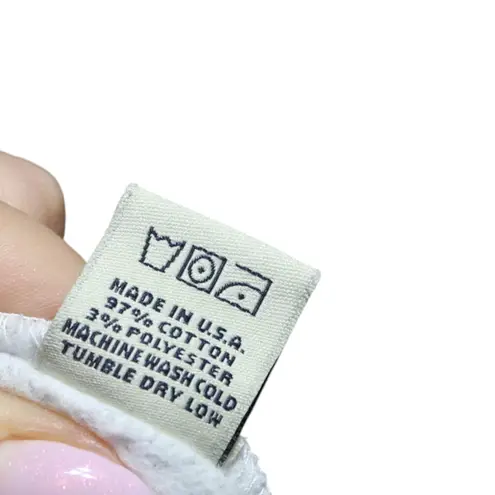 MADE IN U.S.A.
97% COTTON
3% POLYESTER
MACHINE WASH COLD
TUMBLE DRY LOW